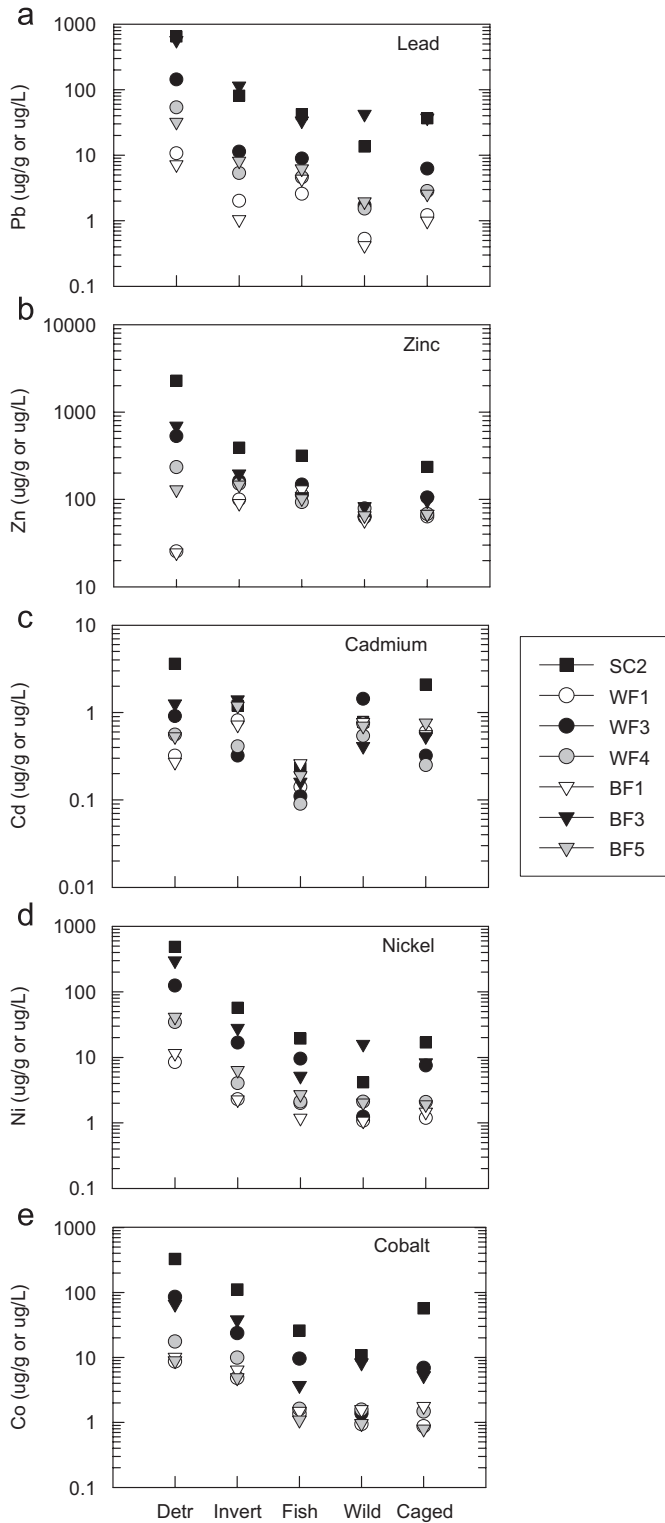 a
1000
Lead
100
10
1
0.1
Pb (ug/g or ug/L)
b
10000
Zinc
1000
100
10
Zn (ug/g or ug/L)
c
10
Cadmium
1
0.1
0.01
Cd (ug/g or ug/L)
SC2
WF1
WF3
WF4
BF1
BF3
BF5
d
1000
Nickel
100
10
1
0.1
Ni (ug/g or ug/L)
e
1000
Cobalt
100
10
1
0.1
Co (ug/g or ug/L)
Detr Invert Fish Wild Caged